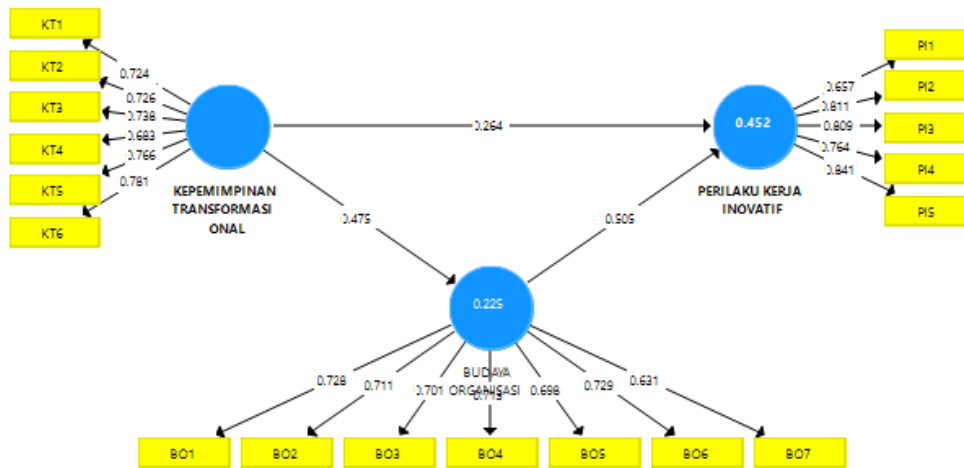 KT1
KT2
KT3
KT4
KT5
KT6
0.724
0.726
0.738
0.683
0.766
0.781
KEPEMIMPINAN
TRANSFORMASI
ONAL
0.264
0.475
0.505
0.452
PERILAKU KERJA
INOVATIF
0.657
0.811
0.809
0.764
0.841
PI1
PI2
PI3
PI4
PI5
0.225
BUDAYA
ORGANISASI
0.728
0.711
0.701
0.713
0.698
0.729
0.631
BO1
BO2
BO3
BO4
BO5
BO6
BO7